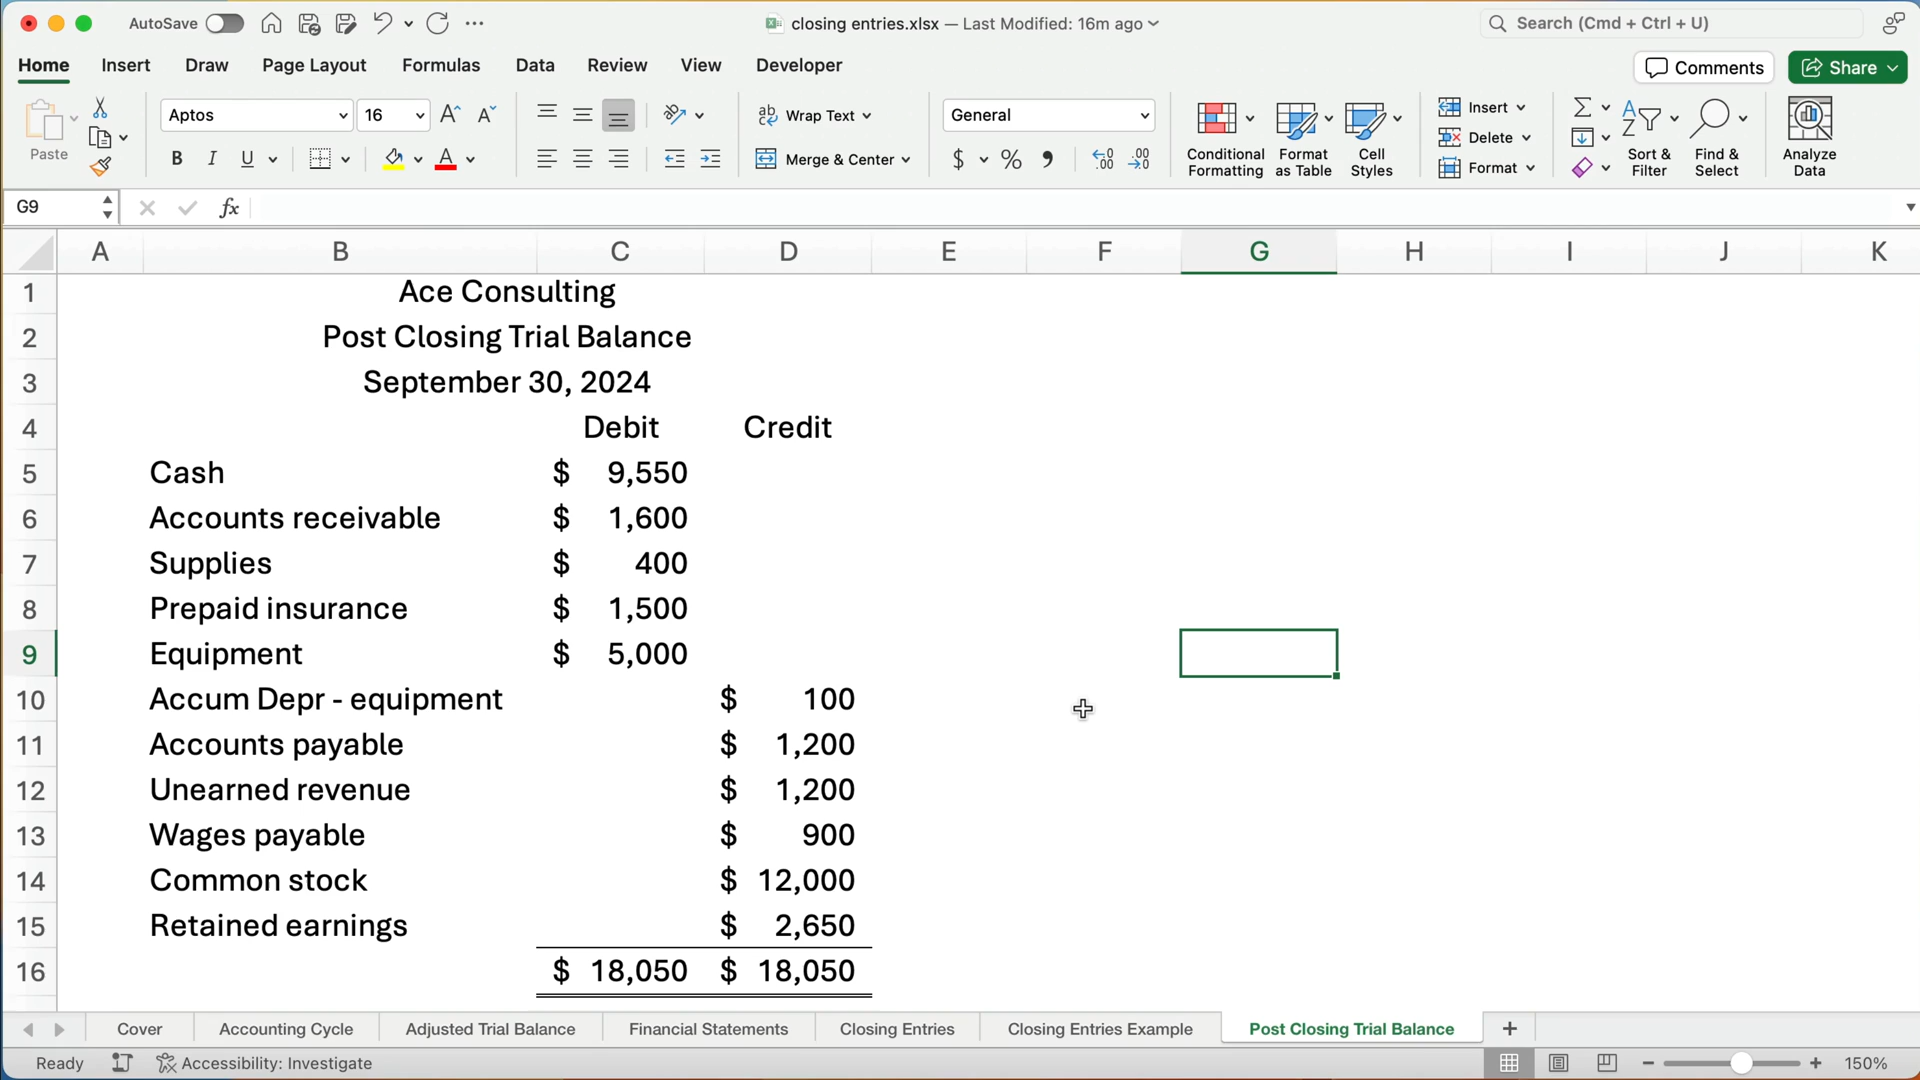 AutoSave
closing entries.xlsx — Last Modified: 16m ago
Search (Cmd + Ctrl + U)
Home Insert Draw Page Layout Formulas Data Review View Developer
Comments Share
Paste
Aptos 16
B I U A
Wrap Text
Merge & Center
General
$ % 9
Conditional Formatting
Format as Table
Cell Styles
Insert
Delete
Format
Sort & Filter
Find & Select
Analyze Data
G9 fx
A B C D E F G H I J K
1 Ace Consulting
2 Post Closing Trial Balance
3 September 30, 2024
4 Debit Credit
5 Cash $ 9,550
6 Accounts receivable $ 1,600
7 Supplies $ 400
8 Prepaid insurance $ 1,500
9 Equipment $ 5,000
10 Accum Depr - equipment $ 100
11 Accounts payable $ 1,200
12 Unearned revenue $ 1,200
13 Wages payable $ 900
14 Common stock $ 12,000
15 Retained earnings $ 2,650
16 $ 18,050 $ 18,050
Cover Accounting Cycle Adjusted Trial Balance Financial Statements Closing Entries Closing Entries Example Post Closing Trial Balance +
Ready Accessibility: Investigate 150%